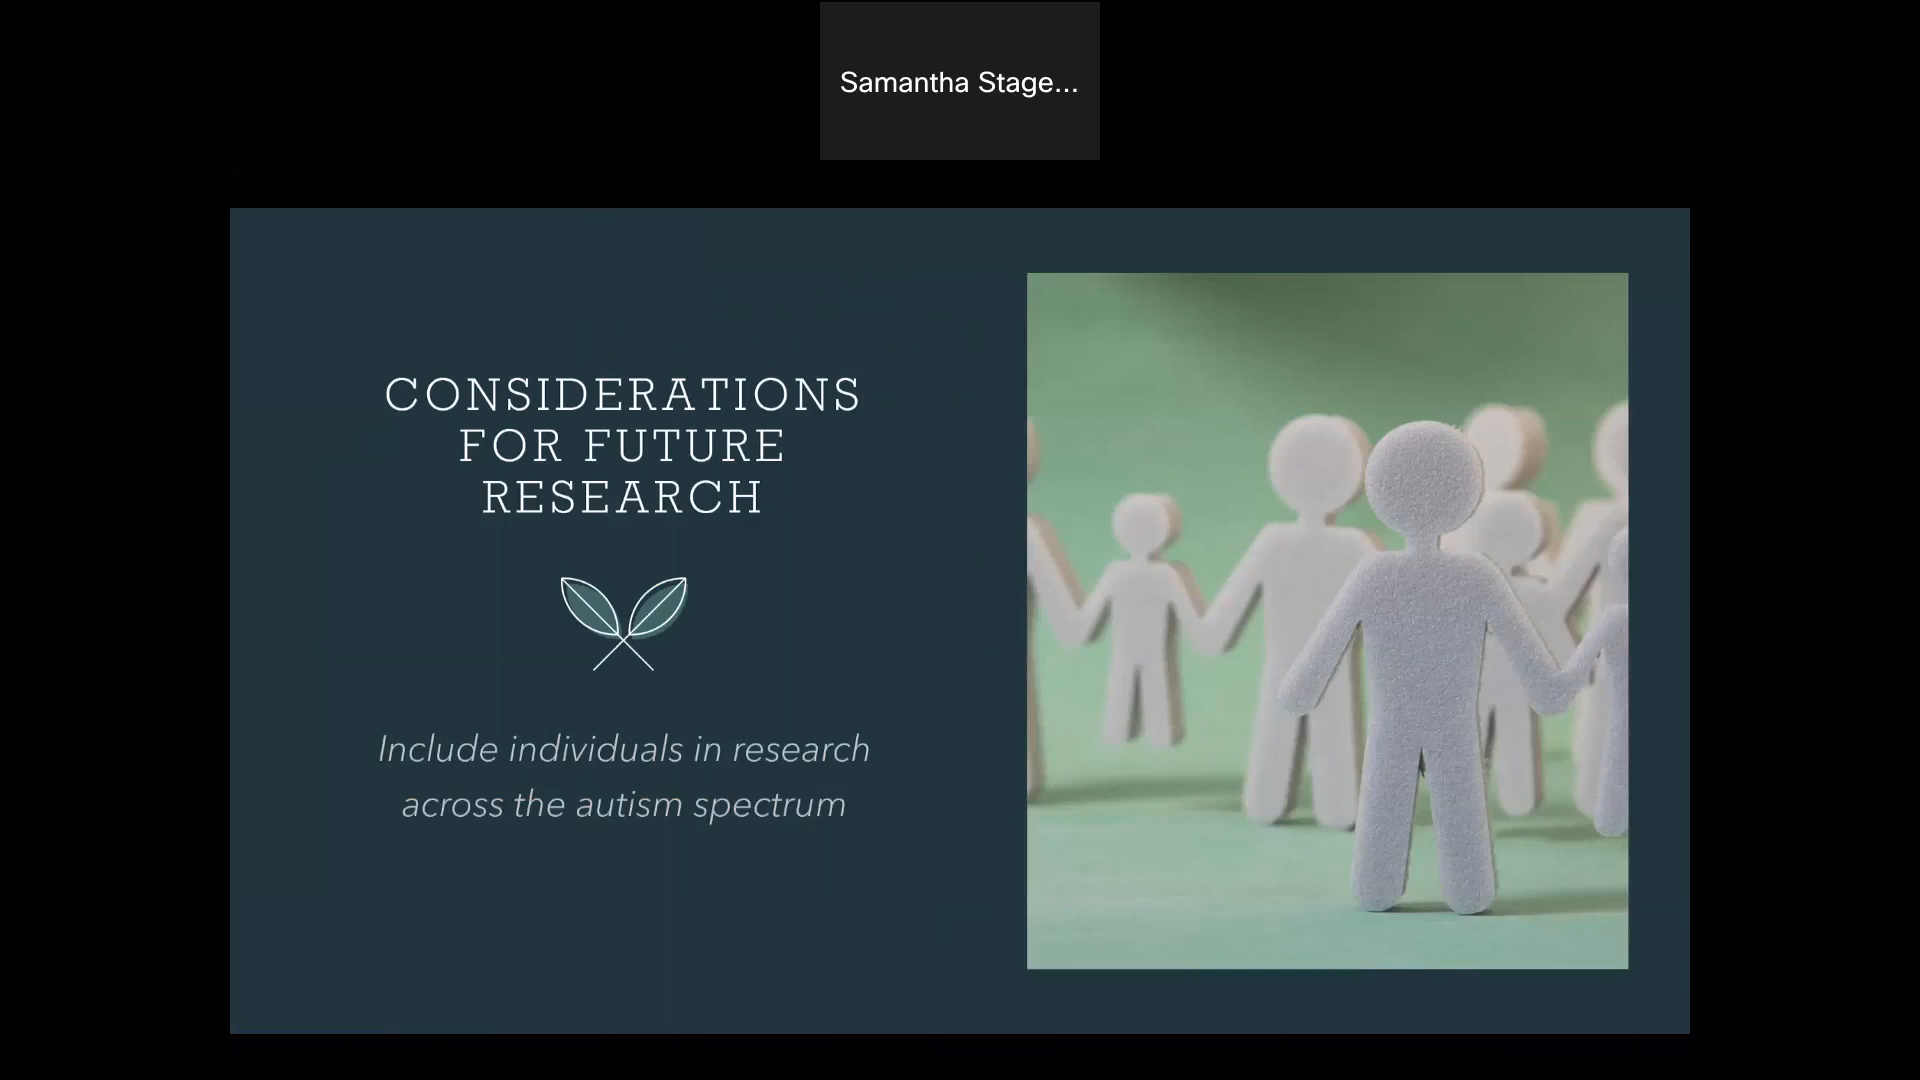 Samantha Stage...
CONSIDERATIONS
FOR FUTURE
RESEARCH
Include individuals in research
across the autism spectrum